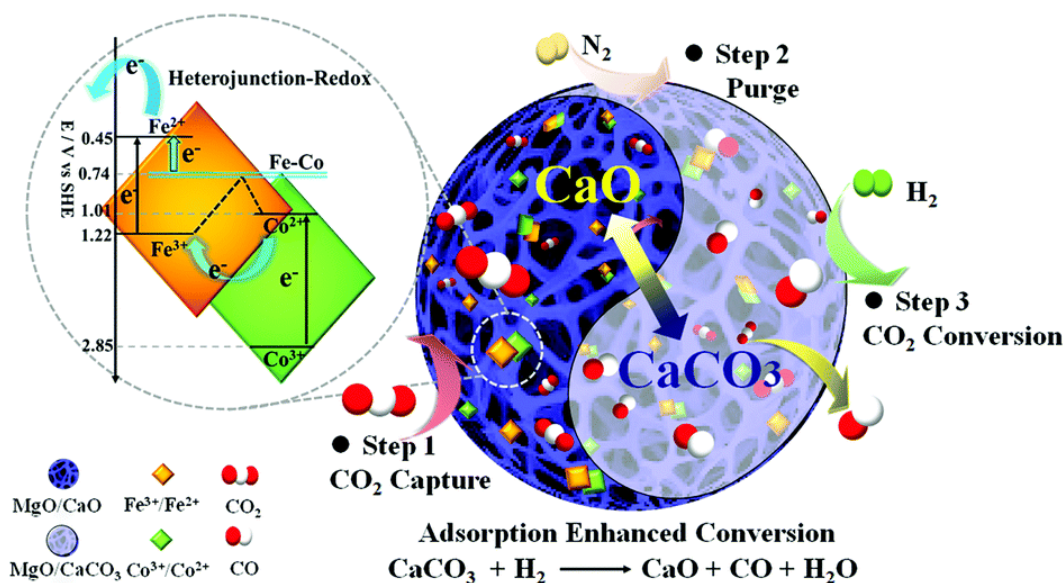 e-
Heterojunction-Redox
E / V vs SHE
0.45
0.74
1.01
1.22
2.85
Fe²⁺
e-
Fe-Co
e-
Fe³⁺
Co²⁺
e-
e-
Co³⁺
N₂
● Step 2
Purge
CaO
H₂
● Step 3
CO₂ Conversion
CaCO₃
● Step 1
CO₂ Capture
MgO/CaO
Fe³⁺/Fe²⁺
CO₂
MgO/CaCO₃
Co³⁺/Co²⁺
CO
Adsorption Enhanced Conversion
CaCO₃ + H₂ ⟶ CaO + CO + H₂O